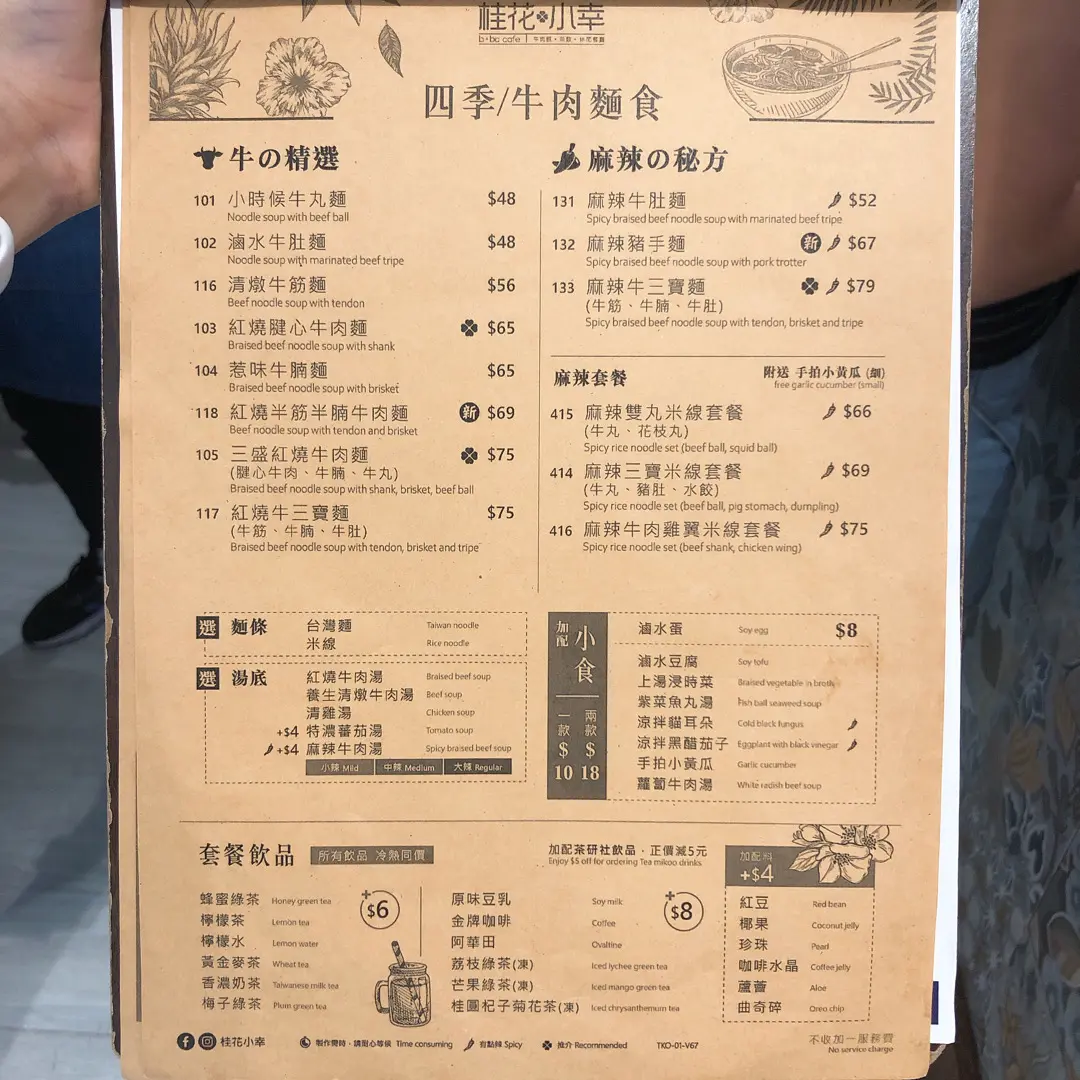 桂花小幸
b+bc cafe | 牛肉麵・茶飲・休閒餐廳
四季/牛肉麵食
牛の精選
101 小時候牛丸麵 $48
Noodle soup with beef ball
102 滷水牛肚麵 $48
Noodle soup with marinated beef tripe
116 清燉牛筋麵 $56
Beef noodle soup with tendon
103 紅燒腱心牛肉麵 $65
Braised beef noodle soup with shank
104 惹味牛腩麵 $65
Braised beef noodle soup with brisket
118 紅燒半筋半腩牛肉麵 新 $69
Beef noodle soup with tendon and brisket
105 三盛紅燒牛肉麵 $75
(腱心牛肉、牛腩、牛丸)
Braised beef noodle soup with shank, brisket, beef ball
117 紅燒牛三寶麵 $75
(牛筋、牛腩、牛肚)
Braised beef noodle soup with tendon, brisket and tripe
麻辣の秘方
131 麻辣牛肚麵 $52
Spicy braised beef noodle soup with marinated beef tripe
132 麻辣豬手麵 新 $67
Spicy braised beef noodle soup with pork trotter
133 麻辣牛三寶麵 $79
(牛筋、牛腩、牛肚)
Spicy braised beef noodle soup with tendon, brisket and tripe
麻辣套餐 附送 手拍小黃瓜 (細)
free garlic cucumber (small)
415 麻辣雙丸米線套餐 $66
(牛丸、花枝丸)
Spicy rice noodle set (beef ball, squid ball)
414 麻辣三寶米線套餐 $69
(牛丸、豬肚、水餃)
Spicy rice noodle set (beef ball, pig stomach, dumpling)
416 麻辣牛肉雞翼米線套餐 $75
Spicy rice noodle set (beef shank, chicken wing)
選 麵條 台灣麵 Taiwan noodle
米線 Rice noodle
選 湯底 紅燒牛肉湯 Braised beef soup
養生清燉牛肉湯 Beef soup
清雞湯 Chicken soup
+$4 特濃蕃茄湯 Tomato soup
+$4 麻辣牛肉湯 Spicy braised beef soup
小辣 Mild 中辣 Medium 大辣 Regular
加配 小食
一款 $10 兩款 $18
滷水蛋 Soy egg $8
滷水豆腐 Soy tofu
上湯浸時菜 Braised vegetable in broth
紫菜魚丸湯 Fish ball seaweed soup
涼拌貓耳朵 Cold black fungus
涼拌黑醋茄子 Eggplant with black vinegar
手拍小黃瓜 Garlic cucumber
蘿蔔牛肉湯 White radish beef soup
套餐飲品 所有飲品 冷熱同價
加配茶研社飲品，正價減5元
Enjoy $5 off for ordering Tea mikoo drinks
+$6
蜂蜜綠茶 Honey green tea
檸檬茶 Lemon tea
檸檬水 Lemon water
黃金麥茶 Wheat tea
香濃奶茶 Taiwanese milk tea
梅子綠茶 Plum green tea
+$8
原味豆乳 Soy milk
金牌咖啡 Coffee
阿華田 Ovaltine
荔枝綠茶(凍) Iced lychee green tea
芒果綠茶(凍) Iced mango green tea
桂圓杞子菊花茶(凍) Iced chrysanthemum tea
加配料
+$4
紅豆 Red bean
椰果 Coconut jelly
珍珠 Pearl
咖啡水晶 Coffee jelly
蘆薈 Aloe
曲奇碎 Oreo chip
桂花小幸 製作需時，請耐心等候 Time consuming 有點辣 Spicy 推介 Recommended TKO-01-V67
不收加一服務費
No service charge